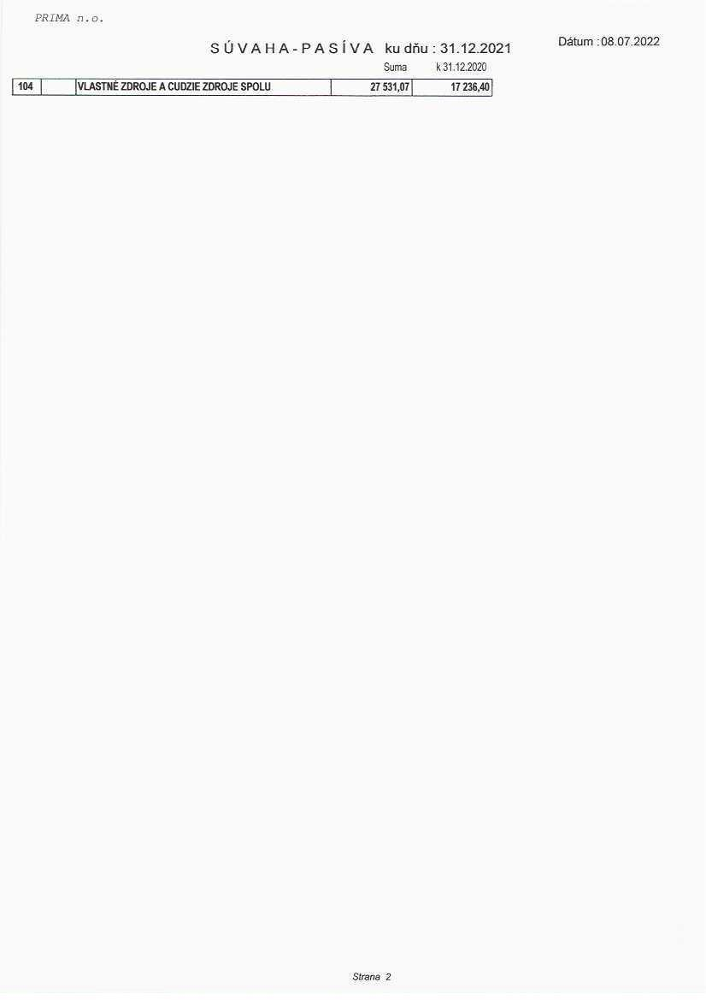 PRIMA n.o.
SÚVAHA-PASÍVA ku dňu : 31.12.2021
Dátum : 08.07.2022
Suma k 31.12.2020
104 VLASTNÉ ZDROJE A CUDZIE ZDROJE SPOLU 27 531,07 17 236,40
Strana 2